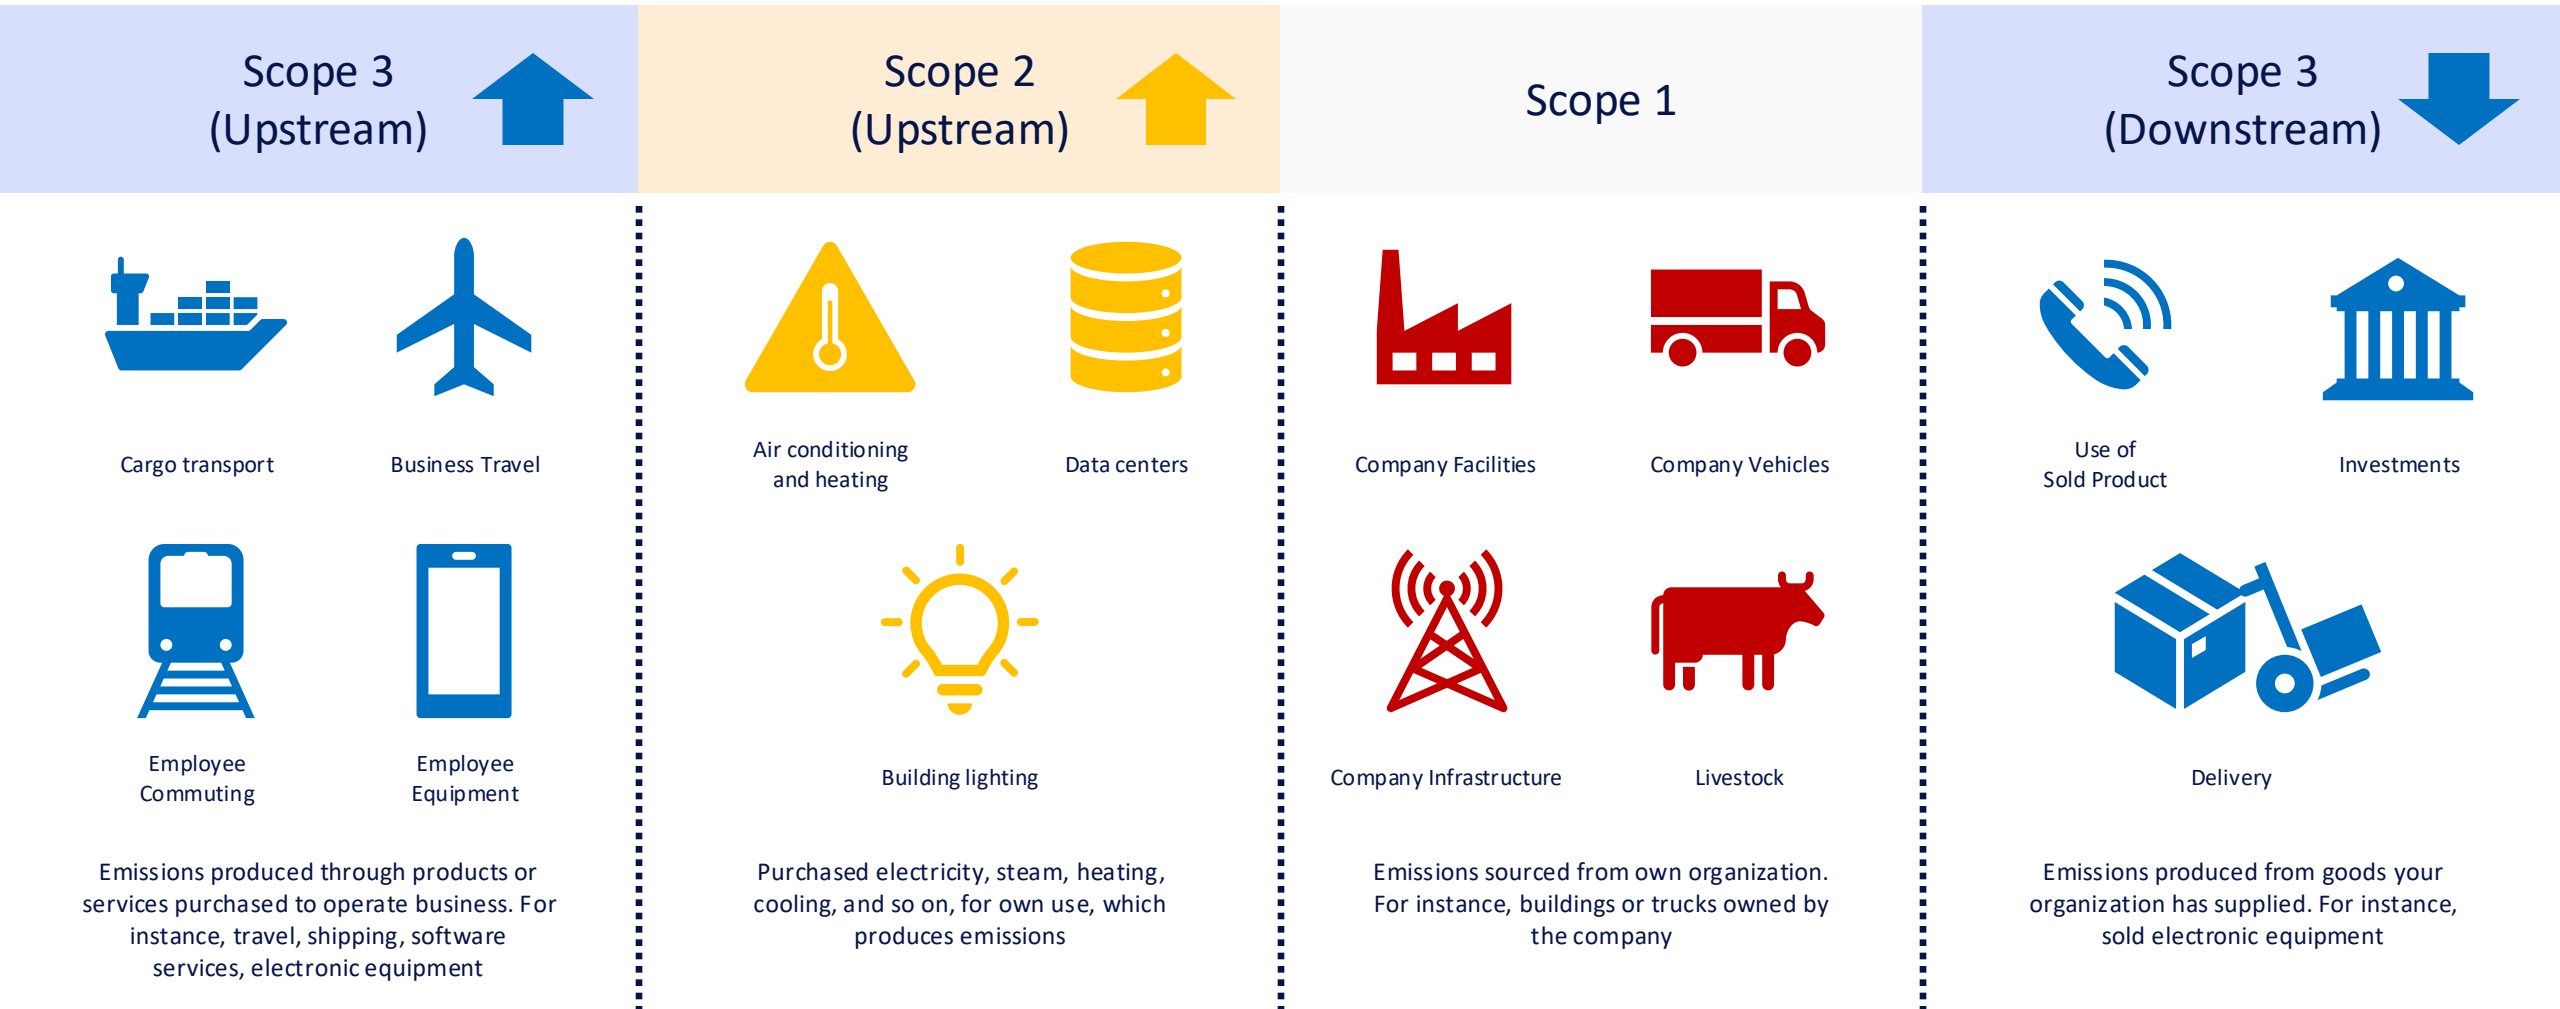 Scope 3
(Upstream)
Scope 2
(Upstream)
Scope 1
Scope 3
(Downstream)
Cargo transport
Business Travel
Employee
Commuting
Employee
Equipment
Emissions produced through products or
services purchased to operate business. For
instance, travel, shipping, software
services, electronic equipment
Air conditioning
and heating
Data centers
Building lighting
Purchased electricity, steam, heating,
cooling, and so on, for own use, which
produces emissions
Company Facilities
Company Vehicles
Company Infrastructure
Livestock
Emissions sourced from own organization.
For instance, buildings or trucks owned by
the company
Use of
Sold Product
Investments
Delivery
Emissions produced from goods your
organization has supplied. For instance,
sold electronic equipment